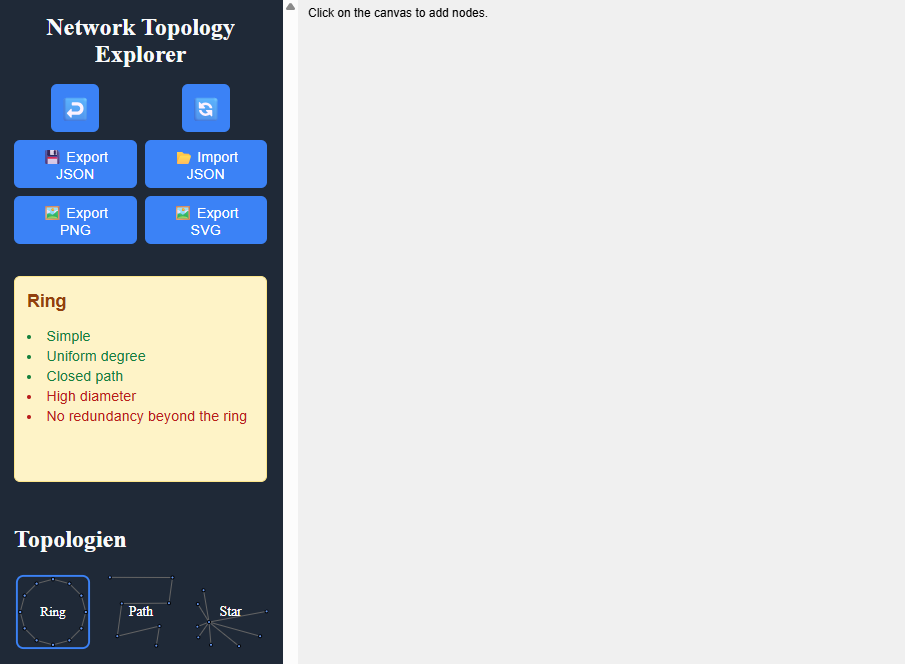 Network Topology
Explorer
Export
JSON
Import
JSON
Export
PNG
Export
SVG
Ring
Simple
Uniform degree
Closed path
High diameter
No redundancy beyond the ring
Topologien
Ring
Path
Star
Click on the canvas to add nodes.